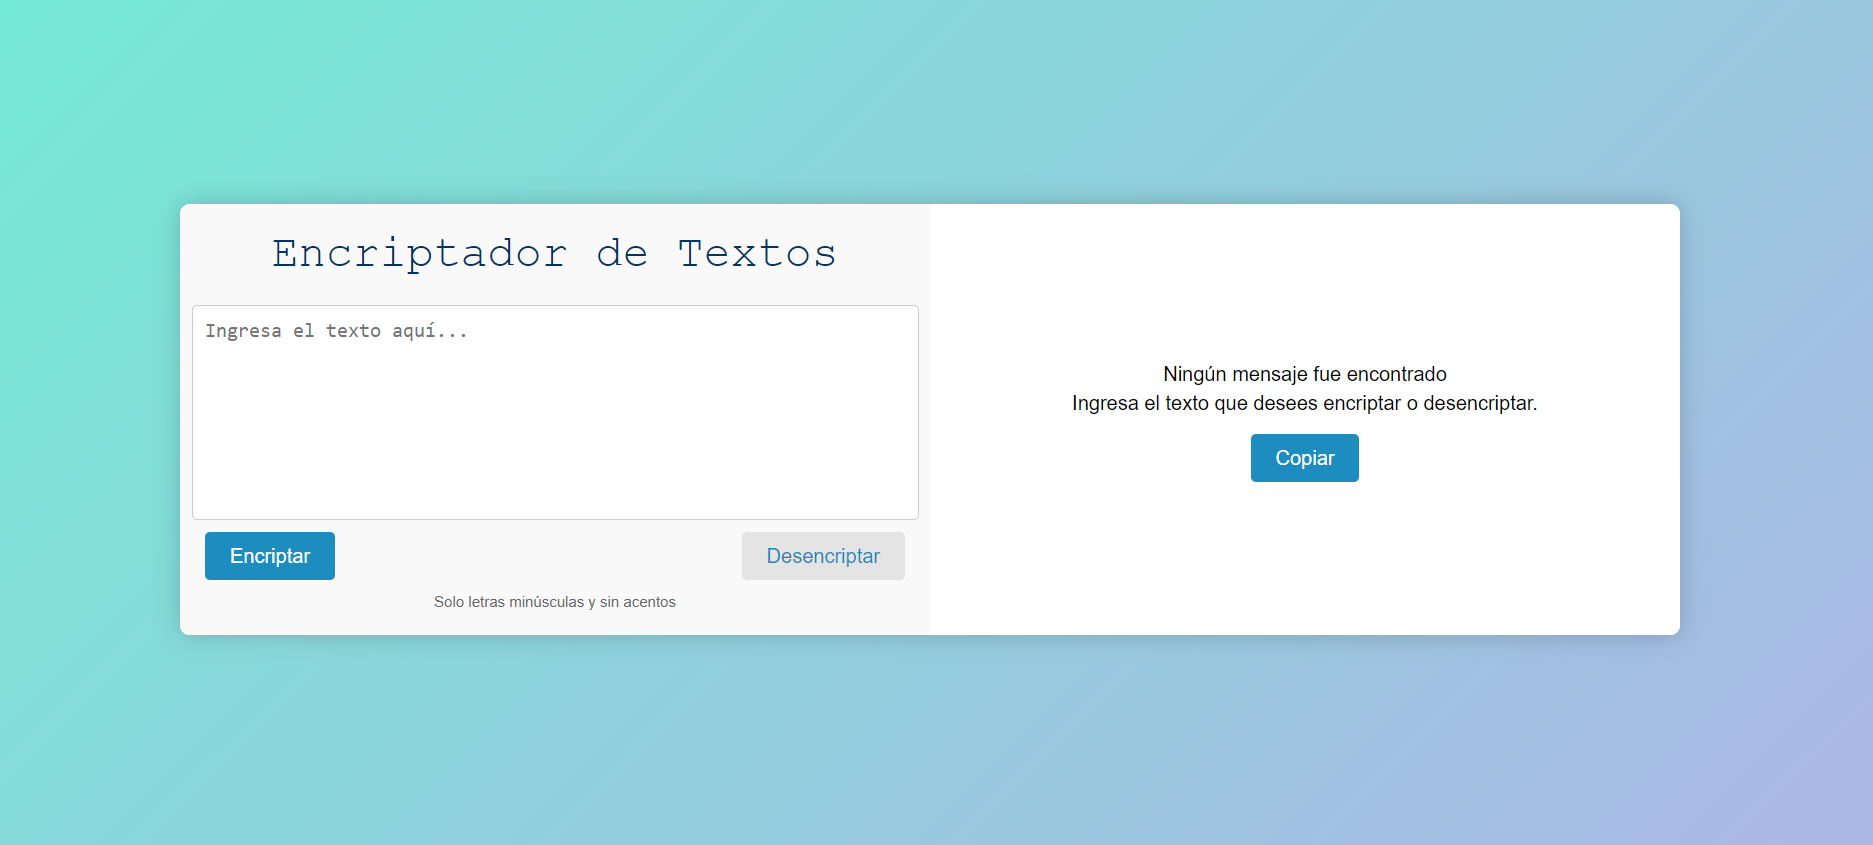 Encriptador de Textos
Ingresa el texto aquí...
Encriptar
Desencriptar
Solo letras minúsculas y sin acentos
Ningún mensaje fue encontrado
Ingresa el texto que desees encriptar o desencriptar.
Copiar